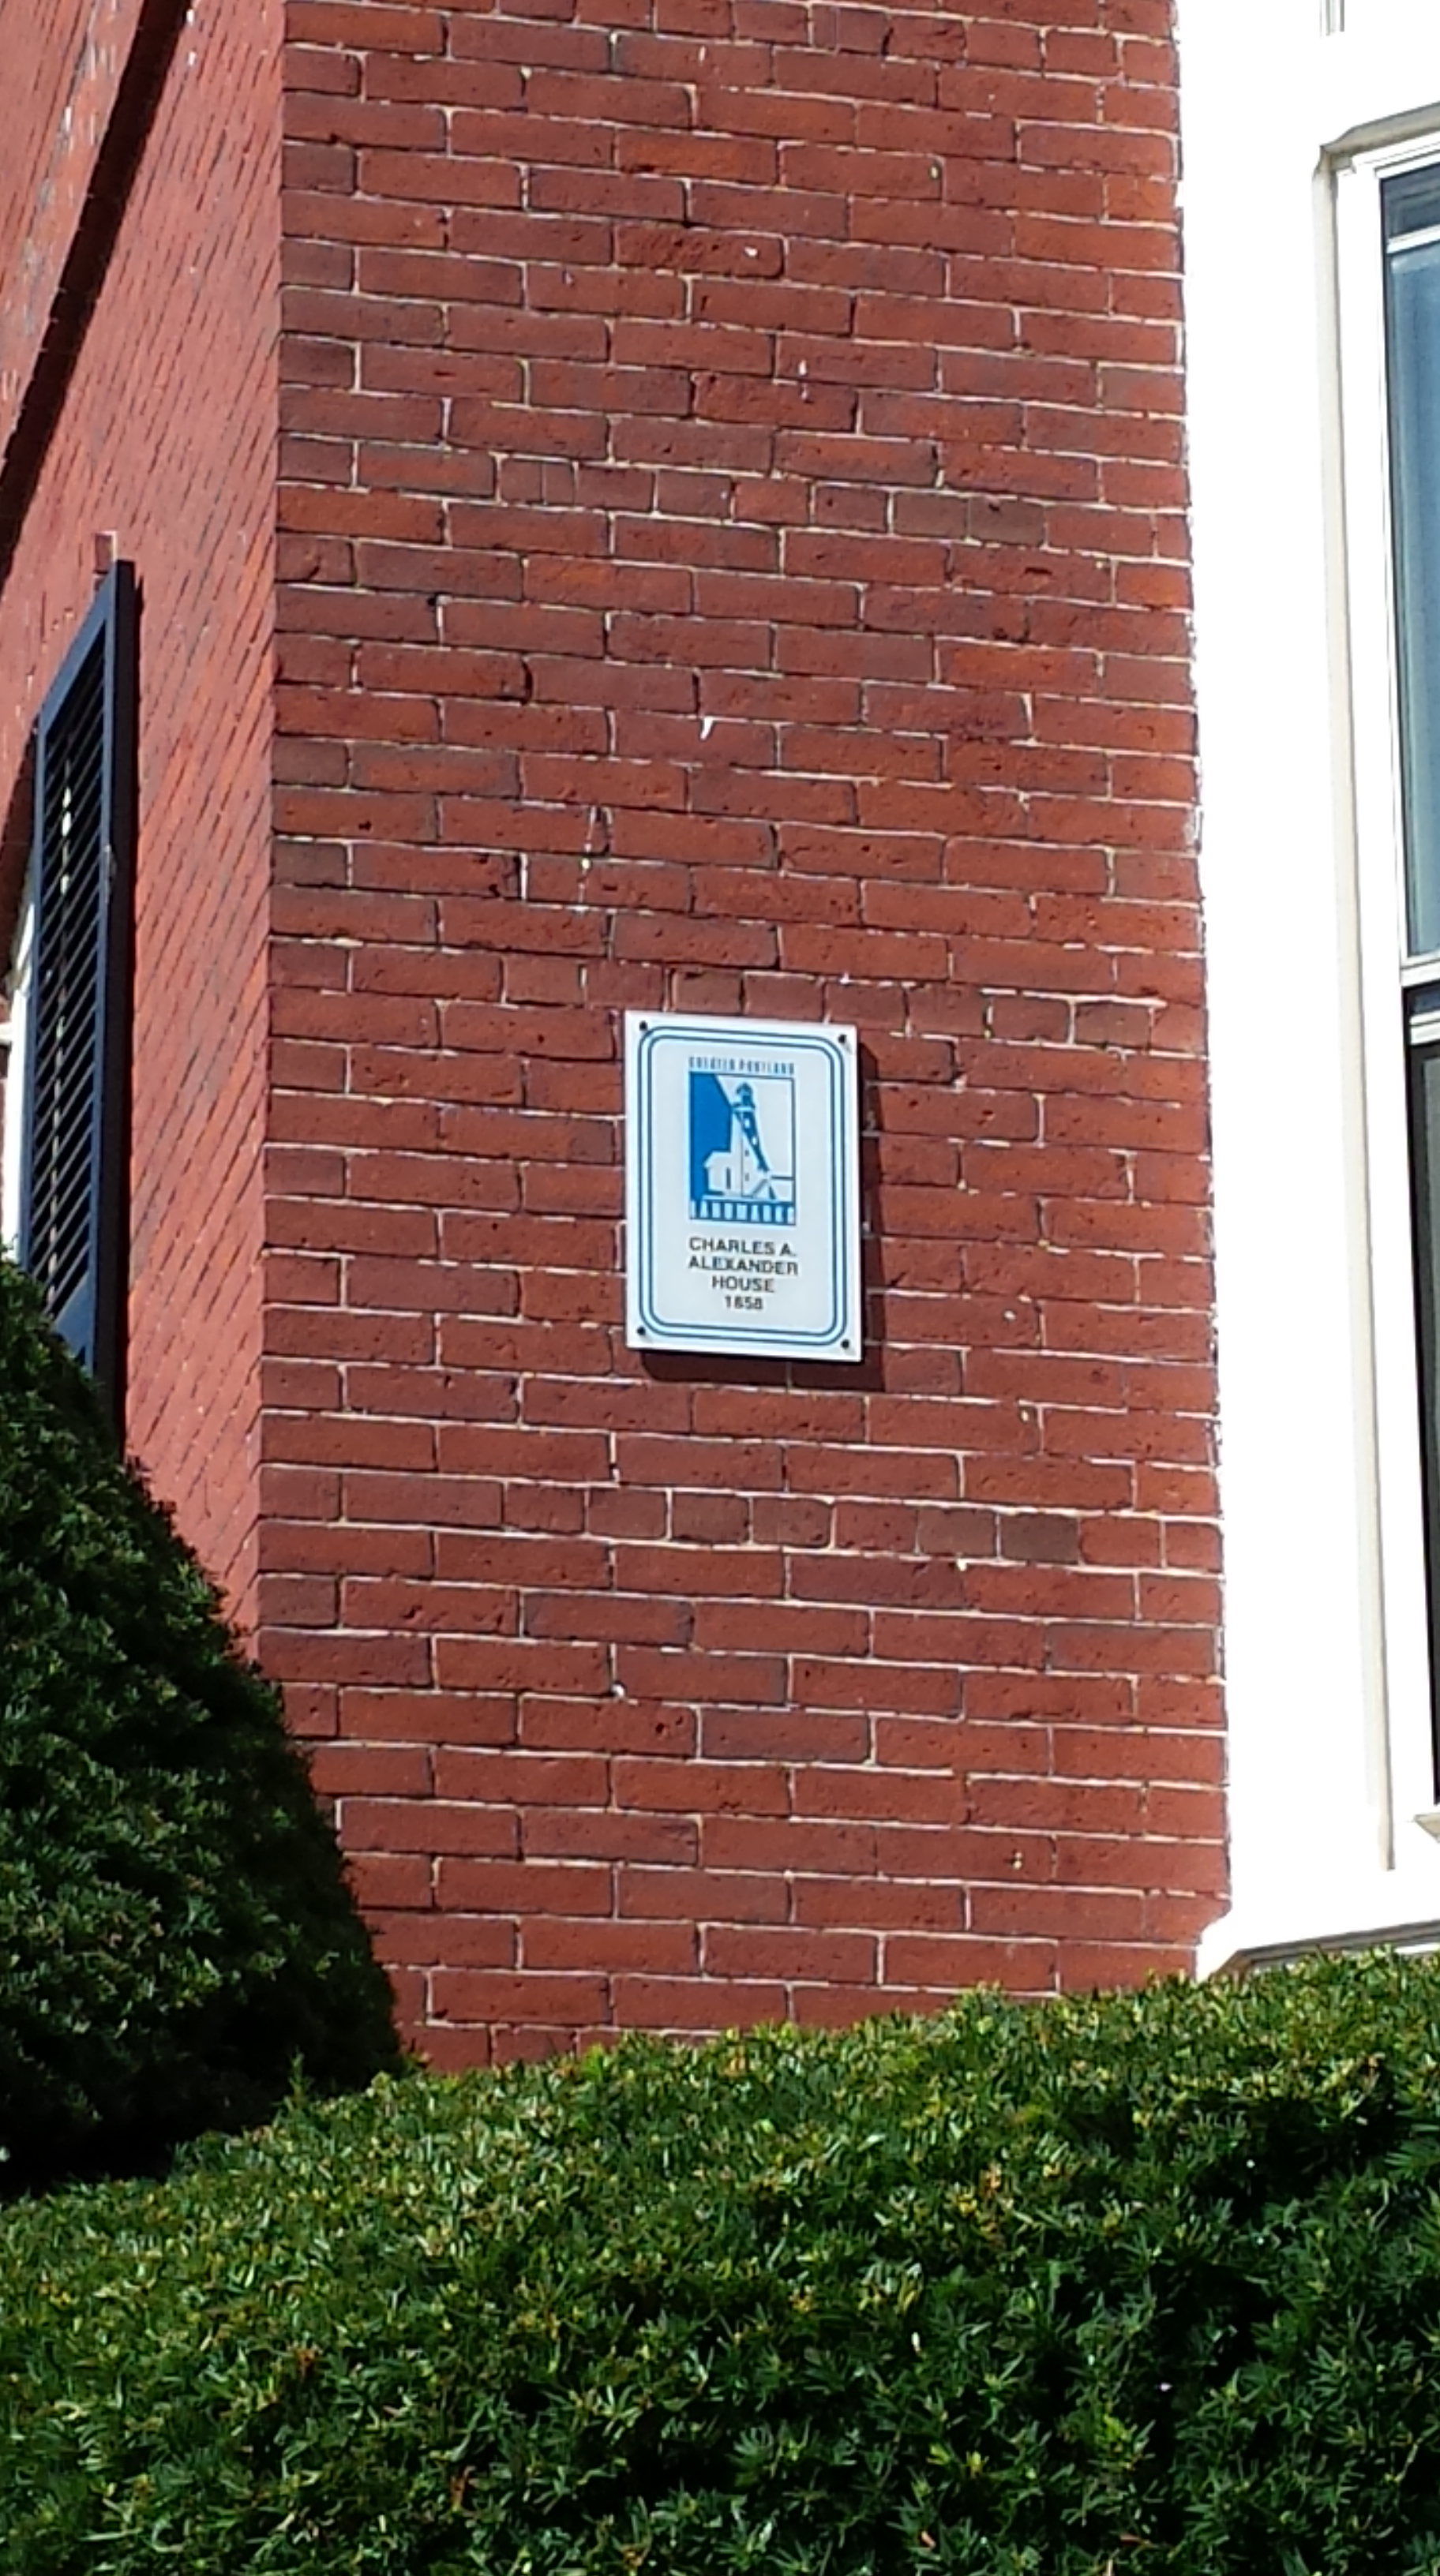 GREATER PORTLAND
LANDMARKS
CHARLES A.
ALEXANDER
HOUSE
1858